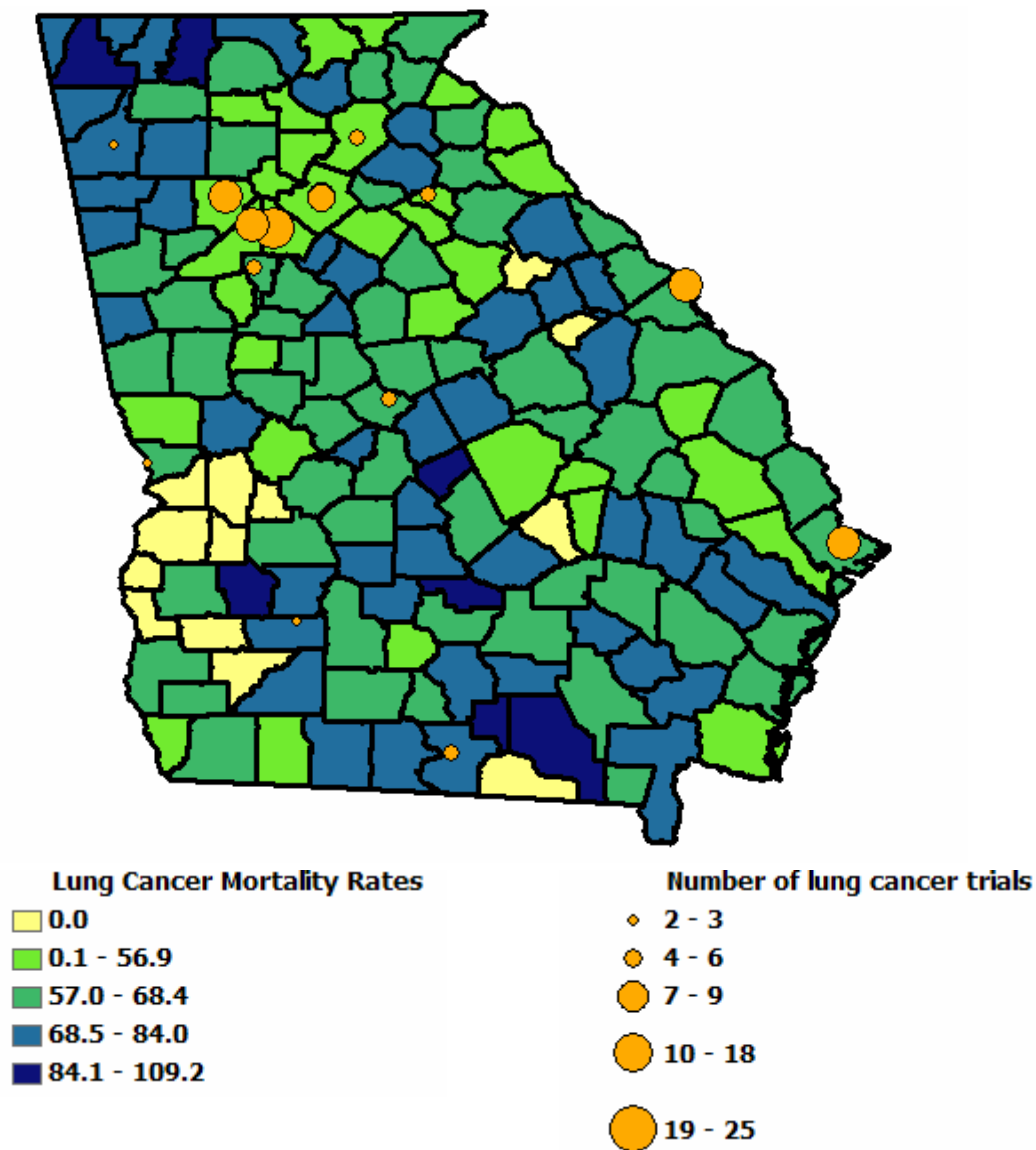 Lung Cancer Mortality Rates
0.0
0.1 - 56.9
57.0 - 68.4
68.5 - 84.0
84.1 - 109.2
Number of lung cancer trials
2 - 3
4 - 6
7 - 9
10 - 18
19 - 25